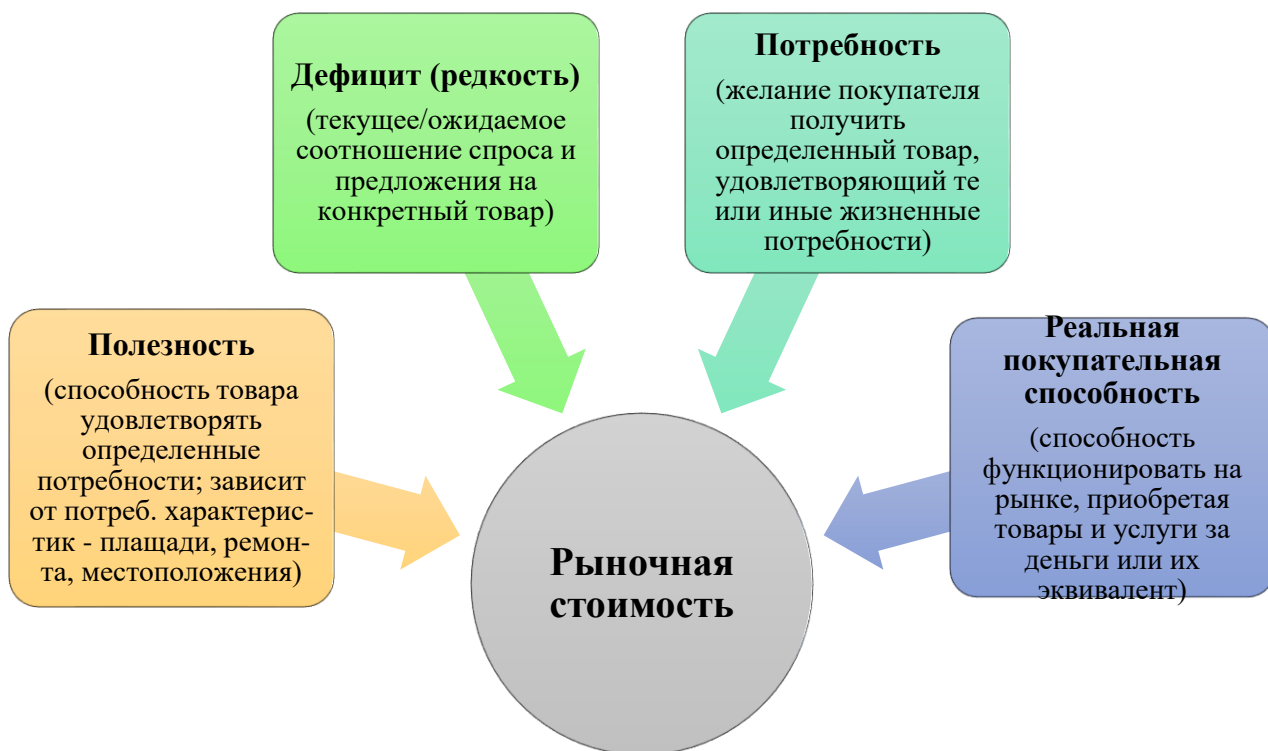 Дефицит (редкость)
(текущее/ожидаемое
соотношение спроса и
предложения на
конкретный товар)
Потребность
(желание покупателя
получить
определенный товар,
удовлетворяющий те
или иные жизненные
потребности)
Полезность
(способность товара
удовлетворять
определенные
потребности; зависит
от потреб. характерис-
тик - плащади, ремон-
та, местоположения)
Реальная
покупательная
способность
(способность
функционировать на
рынке, приобретая
товары и услуги за
деньги или их
эквивалент)
Рыночная
стоимость